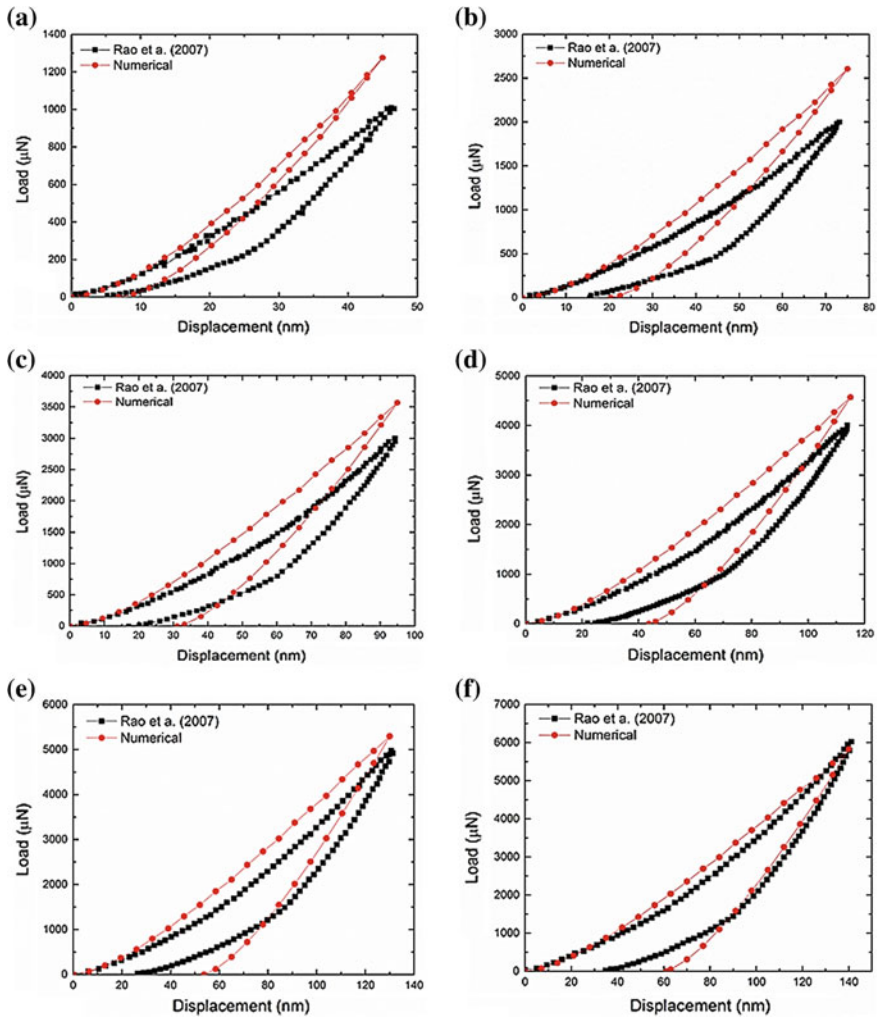 (a)
1400
1200
1000
800
600
400
200
0
Load (μN)
Rao et a. (2007)
Numerical
0 10 20 30 40 50
Displacement (nm)
(b)
3000
2500
2000
1500
1000
500
0
Load (μN)
Rao et a. (2007)
Numerical
0 10 20 30 40 50 60 70 80
Displacement (nm)
(c)
4000
3500
3000
2500
2000
1500
1000
500
0
Load (μN)
Rao et a. (2007)
Numerical
0 10 20 30 40 50 60 70 80 90 100
Displacement (nm)
(d)
5000
4000
3000
2000
1000
0
Load (μN)
Rao et a. (2007)
Numerical
0 20 40 60 80 100 120
Displacement (nm)
(e)
6000
5000
4000
3000
2000
1000
0
Load (μN)
Rao et a. (2007)
Numerical
0 20 40 60 80 100 120 140
Displacement (nm)
(f)
7000
6000
5000
4000
3000
2000
1000
0
Load (μN)
Rao et a. (2007)
Numerical
0 20 40 60 80 100 120 140
Displacement (nm)